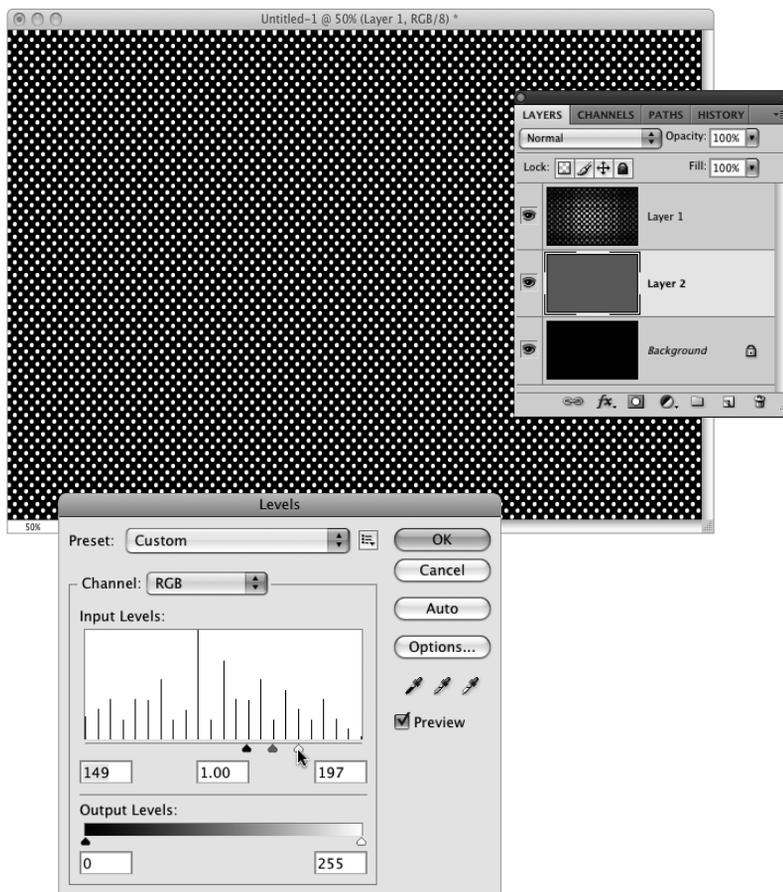 Untitled-1 @ 50% (Layer 1, RGB/8) *
LAYERS CHANNELS PATHS HISTORY
Normal Opacity: 100%
Lock: Fill: 100%
Layer 1
Layer 2
Background
fx.
50%
Levels
Preset: Custom OK
Cancel
Channel: RGB
Auto
Input Levels:
Options...
Preview
149 1.00 197
Output Levels:
0 255